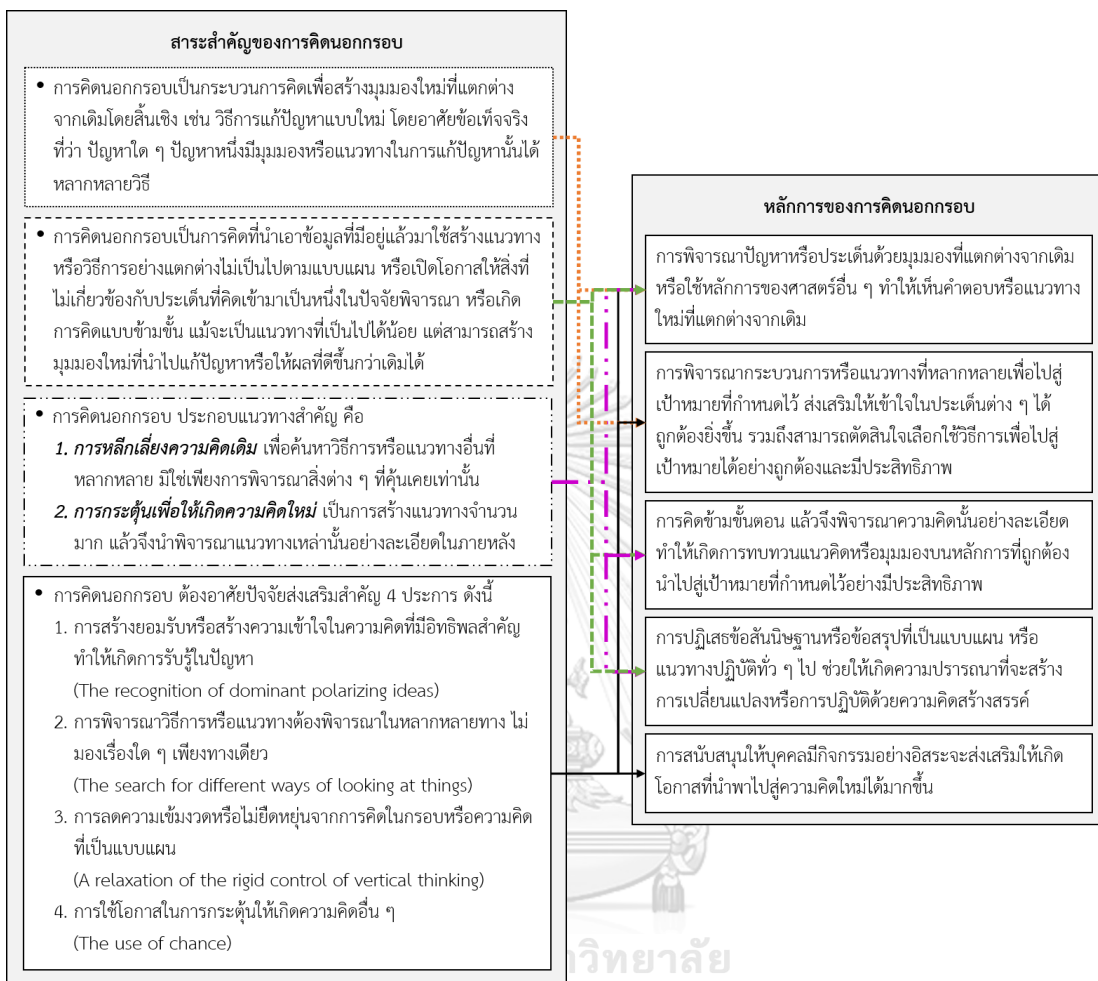 สาระสำคัญของการคิดนอกกรอบ
• การคิดนอกกรอบเป็นกระบวนการคิดเพื่อสร้างมุมมองใหม่ที่แตกต่าง
จากเดิมโดยสิ้นเชิง เช่น วิธีการแก้ปัญหาแบบใหม่ โดยอาศัยข้อเท็จจริง
ที่ว่า ปัญหาใด ๆ ปัญหาหนึ่งมีมุมมองหรือแนวทางในการแก้ปัญหานั้นได้
หลากหลายวิธี
• การคิดนอกกรอบเป็นการคิดที่นำเอาข้อมูลที่มีอยู่แล้วมาใช้สร้างแนวทาง
หรือวิธีการอย่างแตกต่างไม่เป็นไปตามแบบแผน หรือเปิดโอกาสให้สิ่งที่
ไม่เกี่ยวข้องกับประเด็นที่คิดเข้ามาเป็นหนึ่งในปัจจัยพิจารณา หรือเกิด
การคิดแบบข้ามขั้น แม้จะเป็นแนวทางที่เป็นไปได้น้อย แต่สามารถสร้าง
มุมมองใหม่ที่นำไปแก้ปัญหาหรือให้ผลที่ดีขึ้นกว่าเดิมได้
• การคิดนอกกรอบ ประกอบแนวทางสำคัญ คือ
1. การหลีกเลี่ยงความคิดเดิม เพื่อค้นหาวิธีการหรือแนวทางอื่นที่
หลากหลาย มิใช่เพียงการพิจารณาสิ่งต่าง ๆ ที่คุ้นเคยเท่านั้น
2. การกระตุ้นเพื่อให้เกิดความคิดใหม่ เป็นการสร้างแนวทางจำนวน
มาก แล้วจึงนำพิจารณาแนวทางเหล่านั้นอย่างละเอียดในภายหลัง
• การคิดนอกกรอบ ต้องอาศัยปัจจัยส่งเสริมสำคัญ 4 ประการ ดังนี้
1. การสร้างยอมรับหรือสร้างความเข้าใจในความคิดที่มีอิทธิพลสำคัญ
ทำให้เกิดการรับรู้ในปัญหา
(The recognition of dominant polarizing ideas)
2. การพิจารณาวิธีการหรือแนวทางต้องพิจารณาในหลากหลายทาง ไม่
มองเรื่องใด ๆ เพียงทางเดียว
(The search for different ways of looking at things)
3. การลดความเข้มงวดหรือไม่ยืดหยุ่นจากการคิดในกรอบหรือความคิด
ที่เป็นแบบแผน
(A relaxation of the rigid control of vertical thinking)
4. การใช้โอกาสในการกระตุ้นให้เกิดความคิดอื่น ๆ
(The use of chance)
หลักการของการคิดนอกกรอบ
การพิจารณาปัญหาหรือประเด็นด้วยมุมมองที่แตกต่างจากเดิม
หรือใช้หลักการของศาสตร์อื่น ๆ ทำให้เห็นคำตอบหรือแนวทาง
ใหม่ที่แตกต่างจากเดิม
การพิจารณากระบวนการหรือแนวทางที่หลากหลายเพื่อไปสู่
เป้าหมายที่กำหนดไว้ ส่งเสริมให้เข้าใจในประเด็นต่าง ๆ ได้
ถูกต้องยิ่งขึ้น รวมถึงสามารถตัดสินใจเลือกใช้วิธีการเพื่อไปสู่
เป้าหมายได้อย่างถูกต้องและมีประสิทธิภาพ
การคิดข้ามขั้นตอน แล้วจึงพิจารณาความคิดนั้นอย่างละเอียด
ทำให้เกิดการทบทวนแนวคิดหรือมุมมองบนหลักการที่ถูกต้อง
นำไปสู่เป้าหมายที่กำหนดไว้อย่างมีประสิทธิภาพ
การปฏิเสธข้อสันนิษฐานหรือข้อสรุปที่เป็นแบบแผน หรือ
แนวทางปฏิบัติทั่ว ๆ ไป ช่วยให้เกิดความปรารถนาที่จะสร้าง
การเปลี่ยนแปลงหรือการปฏิบัติด้วยความคิดสร้างสรรค์
การสนับสนุนให้บุคคลมีกิจกรรมอย่างอิสระจะส่งเสริมให้เกิด
โอกาสที่นำพาไปสู่ความคิดใหม่ได้มากขึ้น
าวิทยาลัย